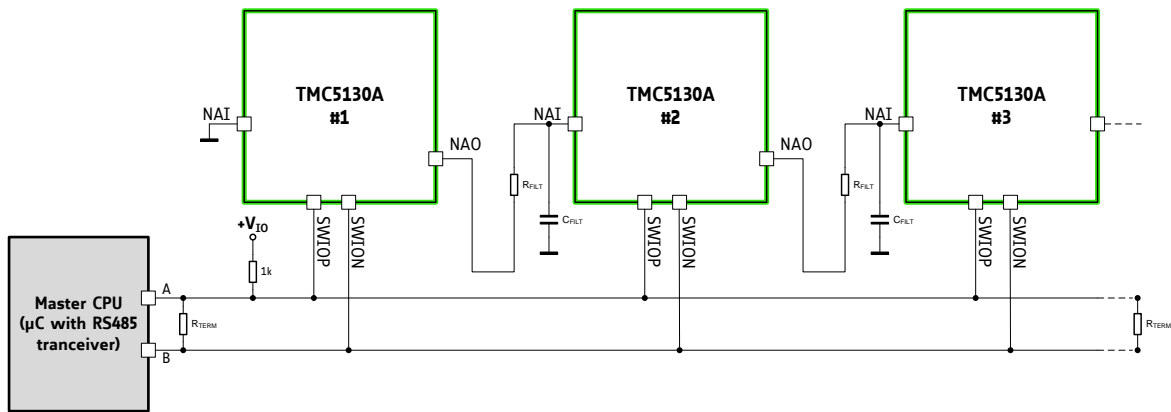 TMC5130A
#1
TMC5130A
#2
TMC5130A
#3
NAI
NAI
NAI
NAO
NAO
RFILT
RFILT
CFILT
CFILT
SWIOP
SWION
SWIOP
SWION
SWIOP
SWION
+VIO
1k
Master CPU
(µC with RS485
tranceiver)
A
B
RTERM
RTERM